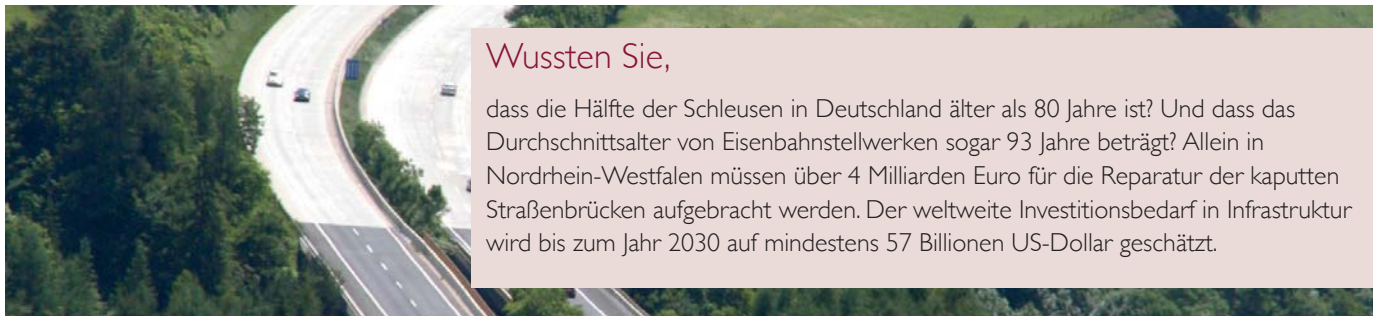 Wussten Sie,
dass die Hälfte der Schleusen in Deutschland älter als 80 Jahre ist? Und dass das
Durchschnittsalter von Eisenbahnstellwerken sogar 93 Jahre beträgt? Allein in
Nordrhein-Westfalen müssen über 4 Milliarden Euro für die Reparatur der kaputten
Straßenbrücken aufgebracht werden. Der weltweite Investitionsbedarf in Infrastruktur
wird bis zum Jahr 2030 auf mindestens 57 Billionen US-Dollar geschätzt.